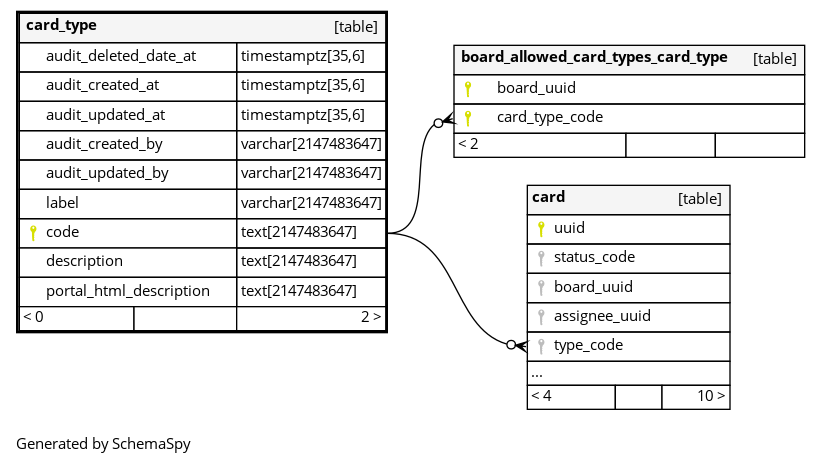 card_type [table]
audit_deleted_date_at timestamptz[35,6]
audit_created_at timestamptz[35,6]
audit_updated_at timestamptz[35,6]
audit_created_by varchar[2147483647]
audit_updated_by varchar[2147483647]
label varchar[2147483647]
code text[2147483647]
description text[2147483647]
portal_html_description text[2147483647]
< 0 2 >
board_allowed_card_types_card_type [table]
board_uuid
card_type_code
< 2
card [table]
uuid
status_code
board_uuid
assignee_uuid
type_code
...
< 4 10 >
Generated by SchemaSpy